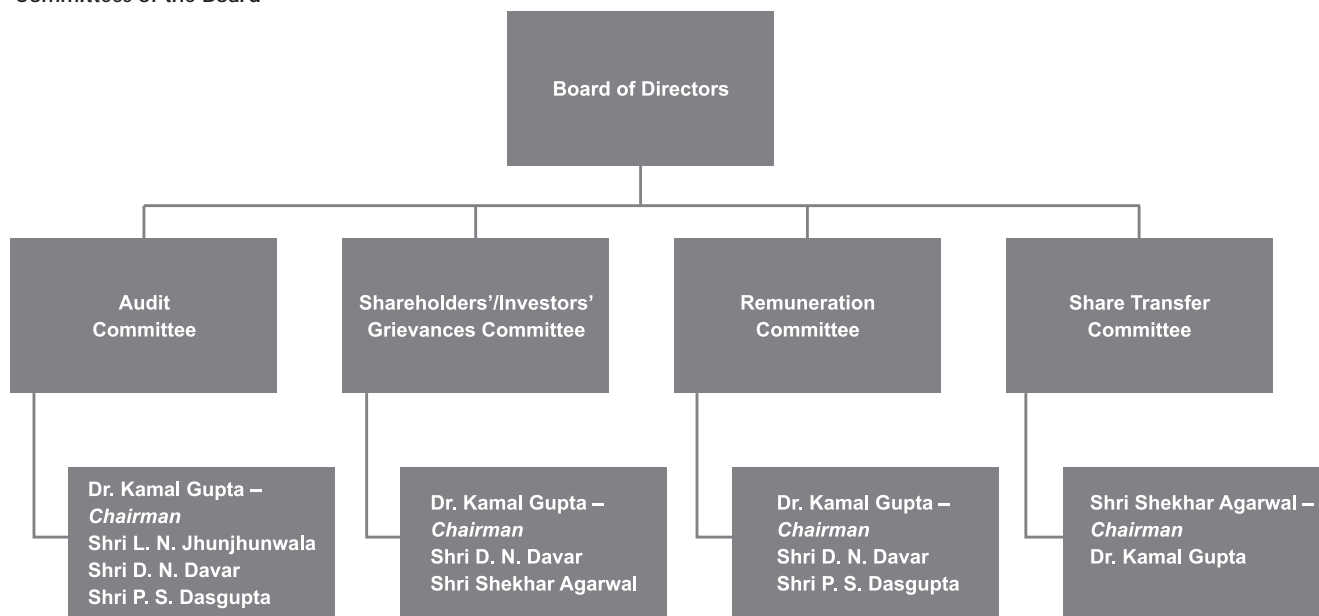 Committees of the Board
Board of Directors
Audit
Committee
Shareholders’/Investors’
Grievances Committee
Remuneration
Committee
Share Transfer
Committee
Dr. Kamal Gupta –
Chairman
Shri L. N. Jhunjhunwala
Shri D. N. Davar
Shri P. S. Dasgupta
Dr. Kamal Gupta –
Chairman
Shri D. N. Davar
Shri Shekhar Agarwal
Dr. Kamal Gupta –
Chairman
Shri D. N. Davar
Shri P. S. Dasgupta
Shri Shekhar Agarwal –
Chairman
Dr. Kamal Gupta